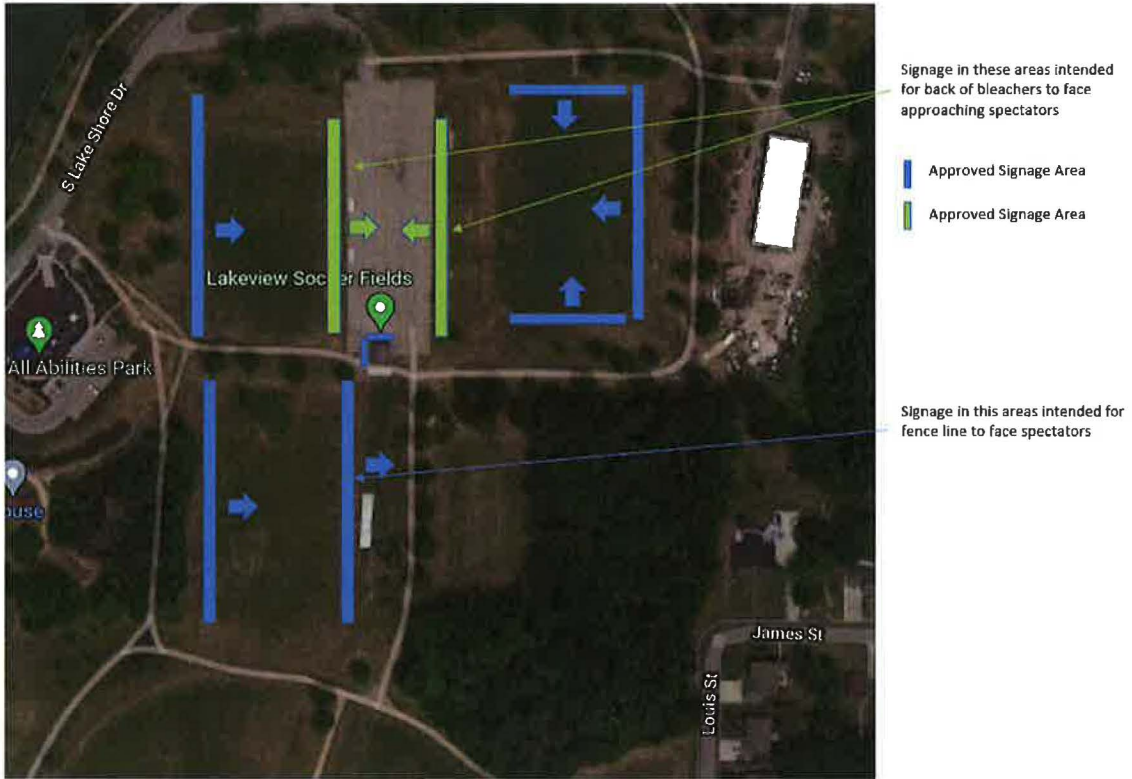 Signage in these areas intended
for back of bleachers to face
approaching spectators
Approved Signage Area
Approved Signage Area
S Lake Shore Dr
Lakeview Soc er Fields
All Abilities Park
Signage in this areas intended for
fence line to face spectators
ouse
James St
Louis St